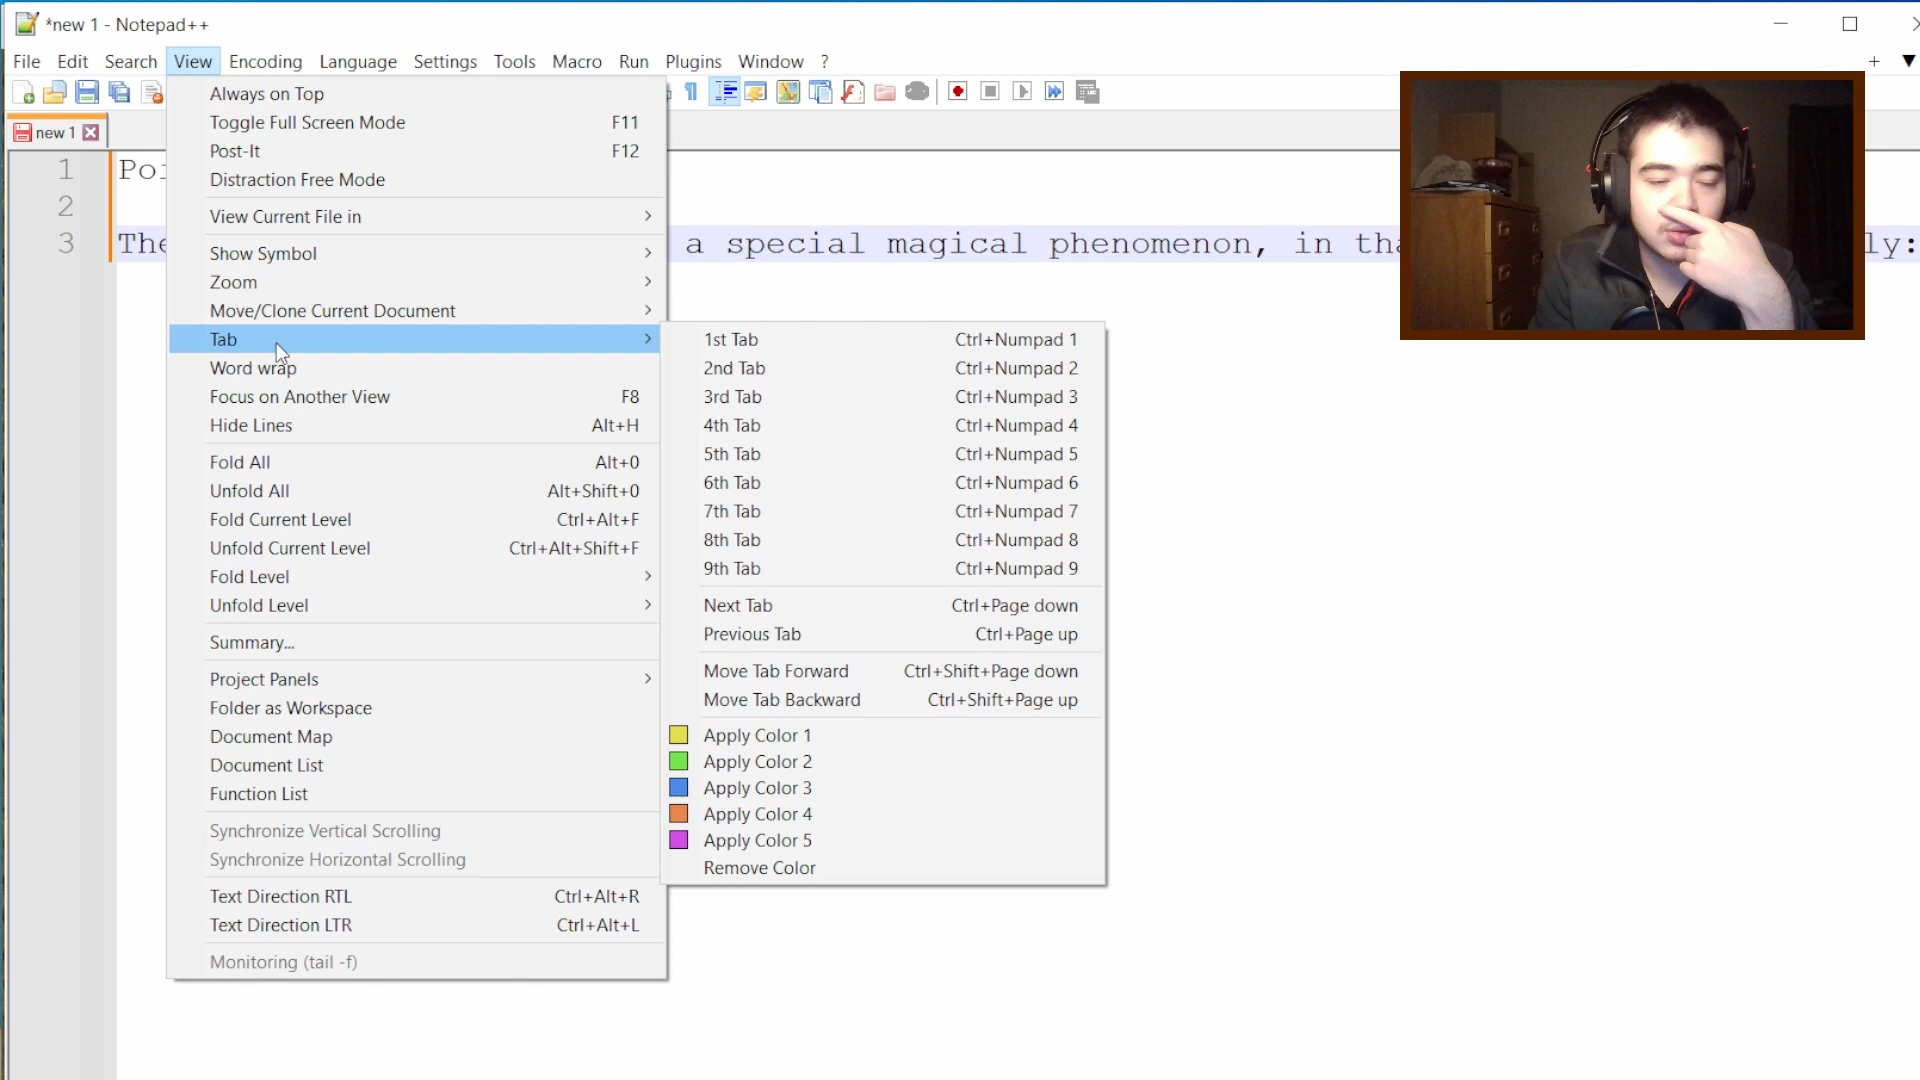 *new 1 - Notepad++
File Edit Search View Encoding Language Settings Tools Macro Run Plugins Window ?
+
new 1
Always on Top
Toggle Full Screen Mode F11
Post-It F12
Distraction Free Mode
View Current File in
Show Symbol
Zoom
Move/Clone Current Document
Tab
Word wrap
Focus on Another View F8
Hide Lines Alt+H
Fold All Alt+0
Unfold All Alt+Shift+0
Fold Current Level Ctrl+Alt+F
Unfold Current Level Ctrl+Alt+Shift+F
Fold Level
Unfold Level
Summary...
Project Panels
Folder as Workspace
Document Map
Document List
Function List
Synchronize Vertical Scrolling
Synchronize Horizontal Scrolling
Text Direction RTL Ctrl+Alt+R
Text Direction LTR Ctrl+Alt+L
Monitoring (tail -f)
1st Tab Ctrl+Numpad 1
2nd Tab Ctrl+Numpad 2
3rd Tab Ctrl+Numpad 3
4th Tab Ctrl+Numpad 4
5th Tab Ctrl+Numpad 5
6th Tab Ctrl+Numpad 6
7th Tab Ctrl+Numpad 7
8th Tab Ctrl+Numpad 8
9th Tab Ctrl+Numpad 9
Next Tab Ctrl+Page down
Previous Tab Ctrl+Page up
Move Tab Forward Ctrl+Shift+Page down
Move Tab Backward Ctrl+Shift+Page up
Apply Color 1
Apply Color 2
Apply Color 3
Apply Color 4
Apply Color 5
Remove Color
1
2
3 a special magical phenomenon, in